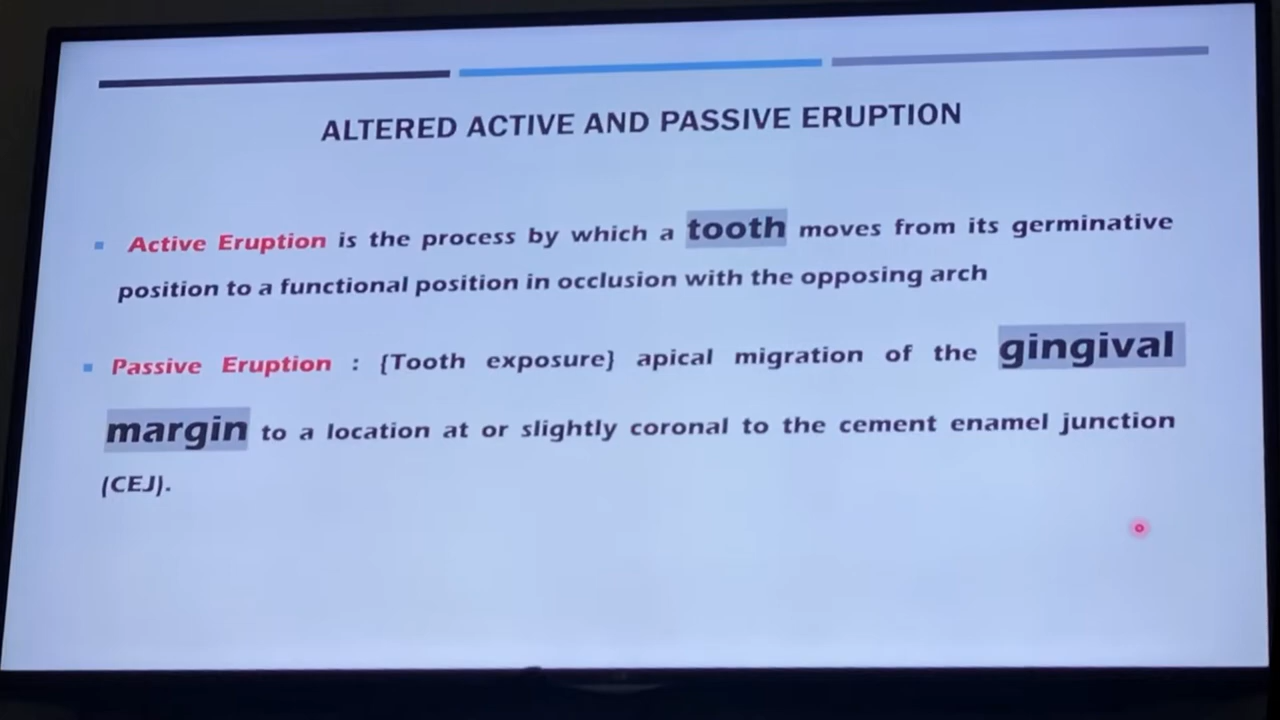 ALTERED ACTIVE AND PASSIVE ERUPTION
Active Eruption is the process by which a tooth moves from its germinative
position to a functional position in occlusion with the opposing arch
Passive Eruption : {Tooth exposure} apical migration of the gingival
margin to a location at or slightly coronal to the cement enamel junction
(CEJ).